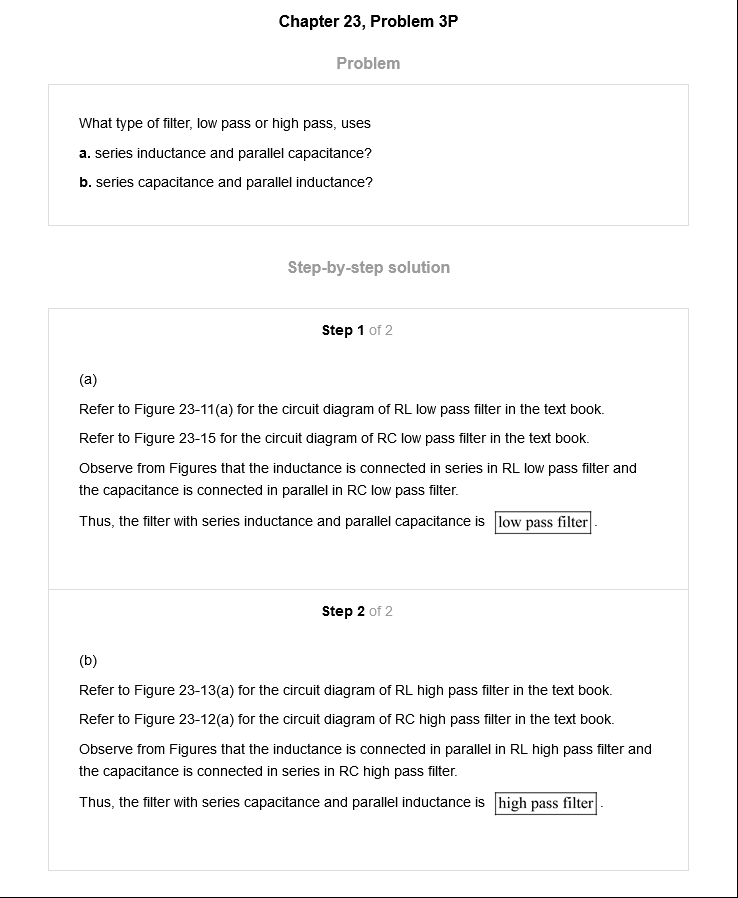 Chapter 23, Problem 3P
Problem
What type of filter, low pass or high pass, uses
a. series inductance and parallel capacitance?
b. series capacitance and parallel inductance?
Step-by-step solution
Step 1 of 2
(a)
Refer to Figure 23-11(a) for the circuit diagram of RL low pass filter in the text book.
Refer to Figure 23-15 for the circuit diagram of RC low pass filter in the text book.
Observe from Figures that the inductance is connected in series in RL low pass filter and
the capacitance is connected in parallel in RC low pass filter.
Thus, the filter with series inductance and parallel capacitance is low pass filter.
Step 2 of 2
(b)
Refer to Figure 23-13(a) for the circuit diagram of RL high pass filter in the text book.
Refer to Figure 23-12(a) for the circuit diagram of RC high pass filter in the text book.
Observe from Figures that the inductance is connected in parallel in RL high pass filter and
the capacitance is connected in series in RC high pass filter.
Thus, the filter with series capacitance and parallel inductance is high pass filter.